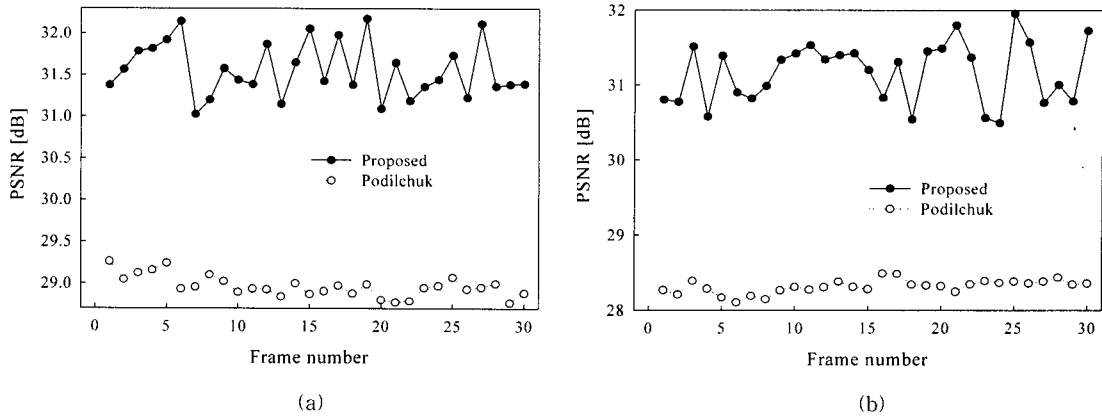 32.0
31.5
31.0
30.5
30.0
29.5
29.0
PSNR [dB]
Proposed
Podilchuk
0 5 10 15 20 25 30
Frame number
(a)
32
31
30
29
28
PSNR [dB]
Proposed
Podilchuk
0 5 10 15 20 25 30
Frame number
(b)